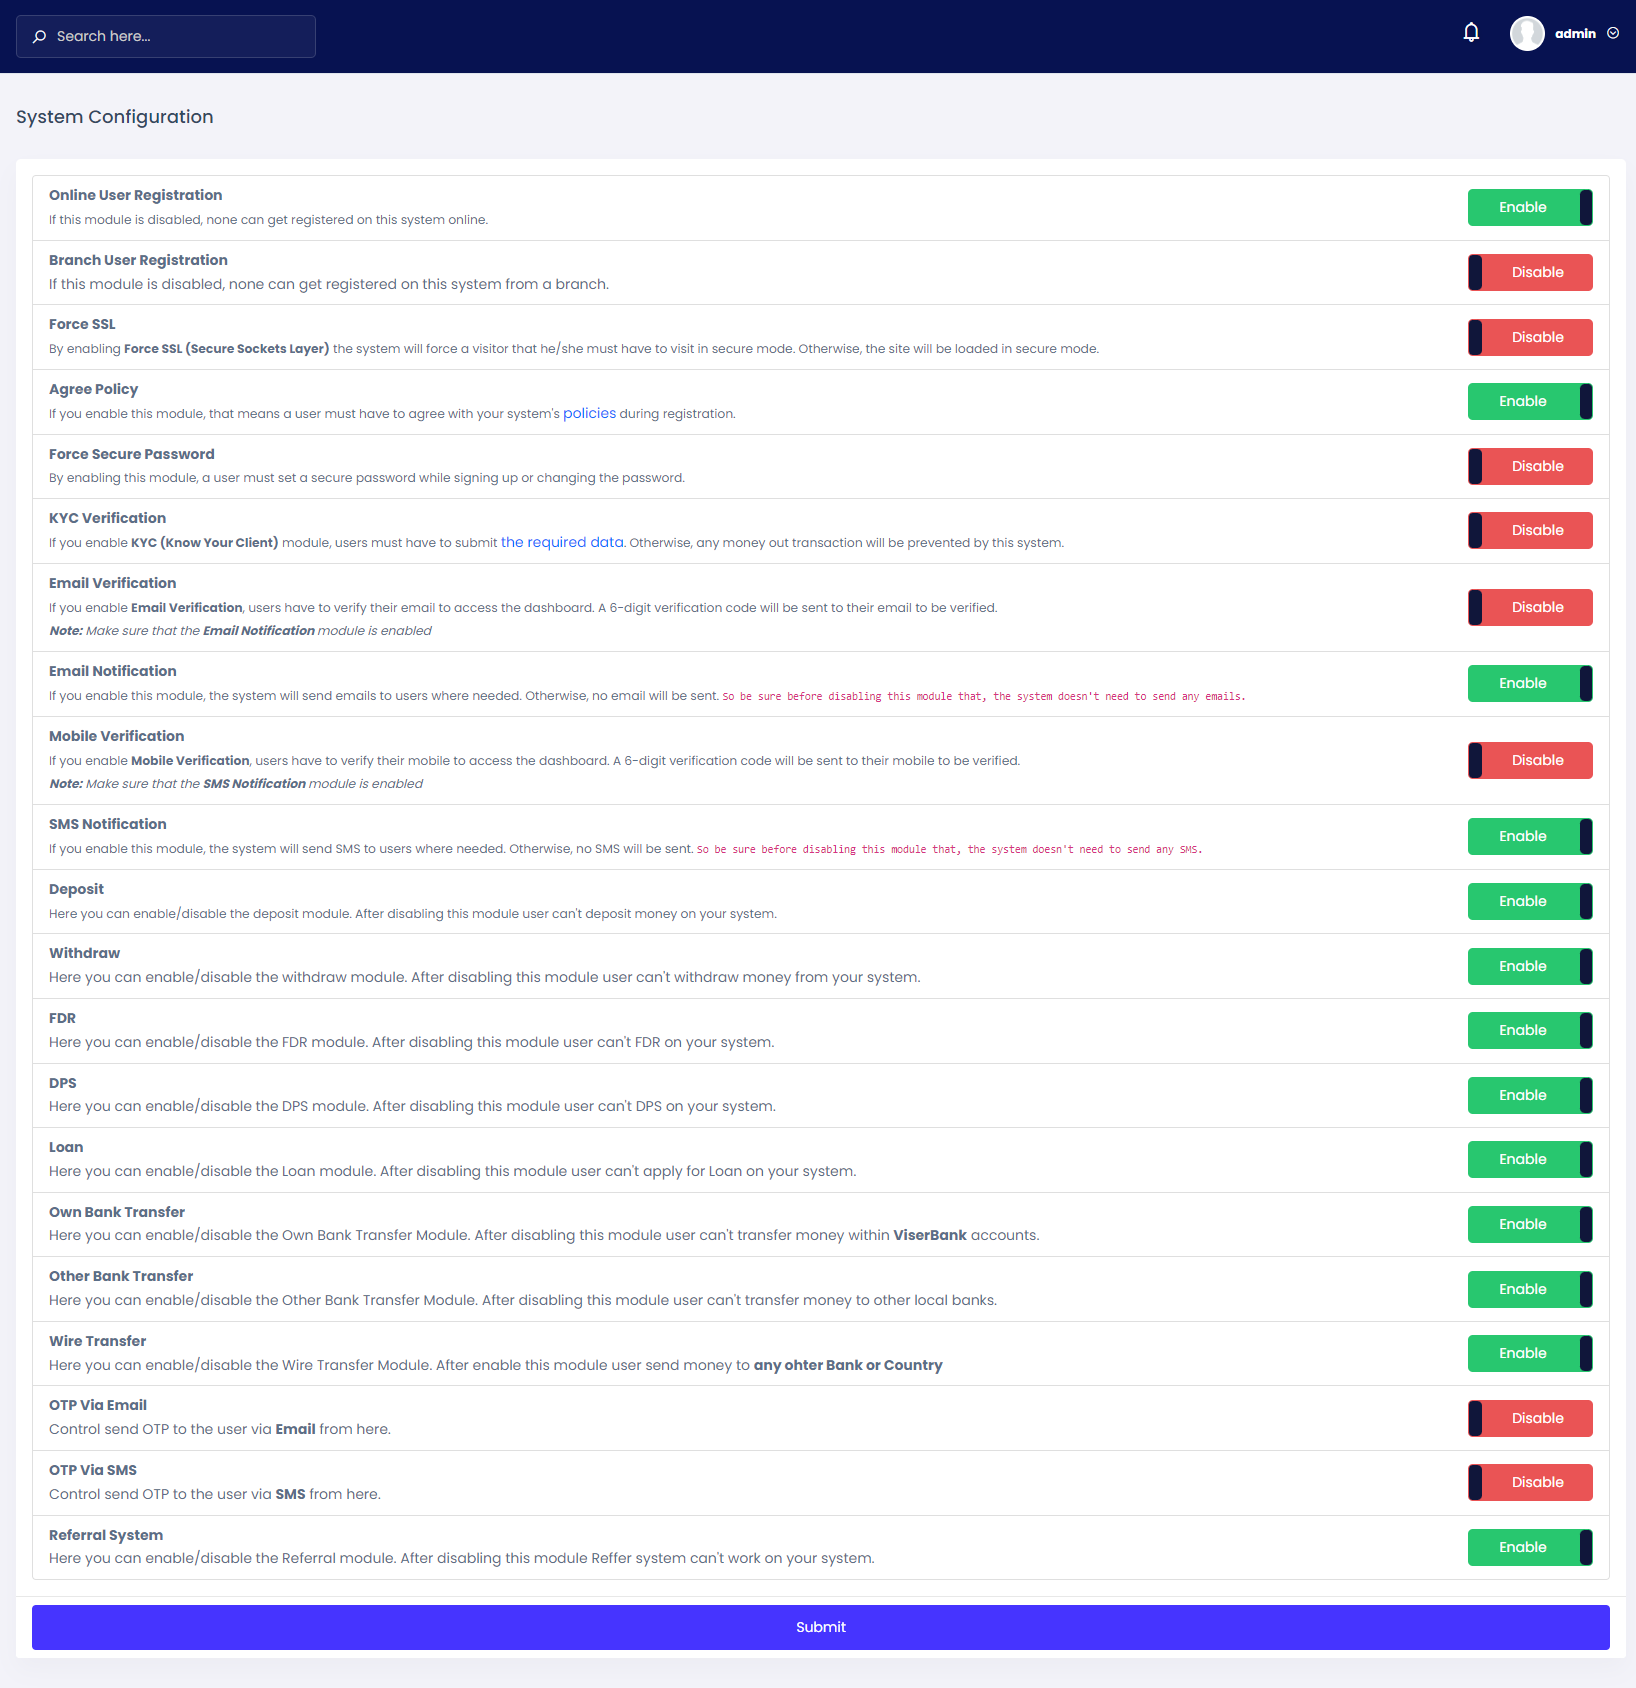 Search here...
admin
System Configuration
Online User Registration
If this module is disabled, none can get registered on this system online.
Enable
Branch User Registration
If this module is disabled, none can get registered on this system from a branch.
Disable
Force SSL
By enabling Force SSL (Secure Sockets Layer) the system will force a visitor that he/she must have to visit in secure mode. Otherwise, the site will be loaded in secure mode.
Disable
Agree Policy
If you enable this module, that means a user must have to agree with your system's policies during registration.
Enable
Force Secure Password
By enabling this module, a user must set a secure password while signing up or changing the password.
Disable
KYC Verification
If you enable KYC (Know Your Client) module, users must have to submit the required data. Otherwise, any money out transaction will be prevented by this system.
Disable
Email Verification
If you enable Email Verification, users have to verify their email to access the dashboard. A 6-digit verification code will be sent to their email to be verified.
Note: Make sure that the Email Notification module is enabled
Disable
Email Notification
If you enable this module, the system will send emails to users where needed. Otherwise, no email will be sent. So be sure before disabling this module that, the system doesn't need to send any emails.
Enable
Mobile Verification
If you enable Mobile Verification, users have to verify their mobile to access the dashboard. A 6-digit verification code will be sent to their mobile to be verified.
Note: Make sure that the SMS Notification module is enabled
Disable
SMS Notification
If you enable this module, the system will send SMS to users where needed. Otherwise, no SMS will be sent. So be sure before disabling this module that, the system doesn't need to send any SMS.
Enable
Deposit
Here you can enable/disable the deposit module. After disabling this module user can't deposit money on your system.
Enable
Withdraw
Here you can enable/disable the withdraw module. After disabling this module user can't withdraw money from your system.
Enable
FDR
Here you can enable/disable the FDR module. After disabling this module user can't FDR on your system.
Enable
DPS
Here you can enable/disable the DPS module. After disabling this module user can't DPS on your system.
Enable
Loan
Here you can enable/disable the Loan module. After disabling this module user can't apply for Loan on your system.
Enable
Own Bank Transfer
Here you can enable/disable the Own Bank Transfer Module. After disabling this module user can't transfer money within ViserBank accounts.
Enable
Other Bank Transfer
Here you can enable/disable the Other Bank Transfer Module. After disabling this module user can't transfer money to other local banks.
Enable
Wire Transfer
Here you can enable/disable the Wire Transfer Module. After enable this module user send money to any ohter Bank or Country
Enable
OTP Via Email
Control send OTP to the user via Email from here.
Disable
OTP Via SMS
Control send OTP to the user via SMS from here.
Disable
Referral System
Here you can enable/disable the Referral module. After disabling this module Reffer system can't work on your system.
Enable
Submit